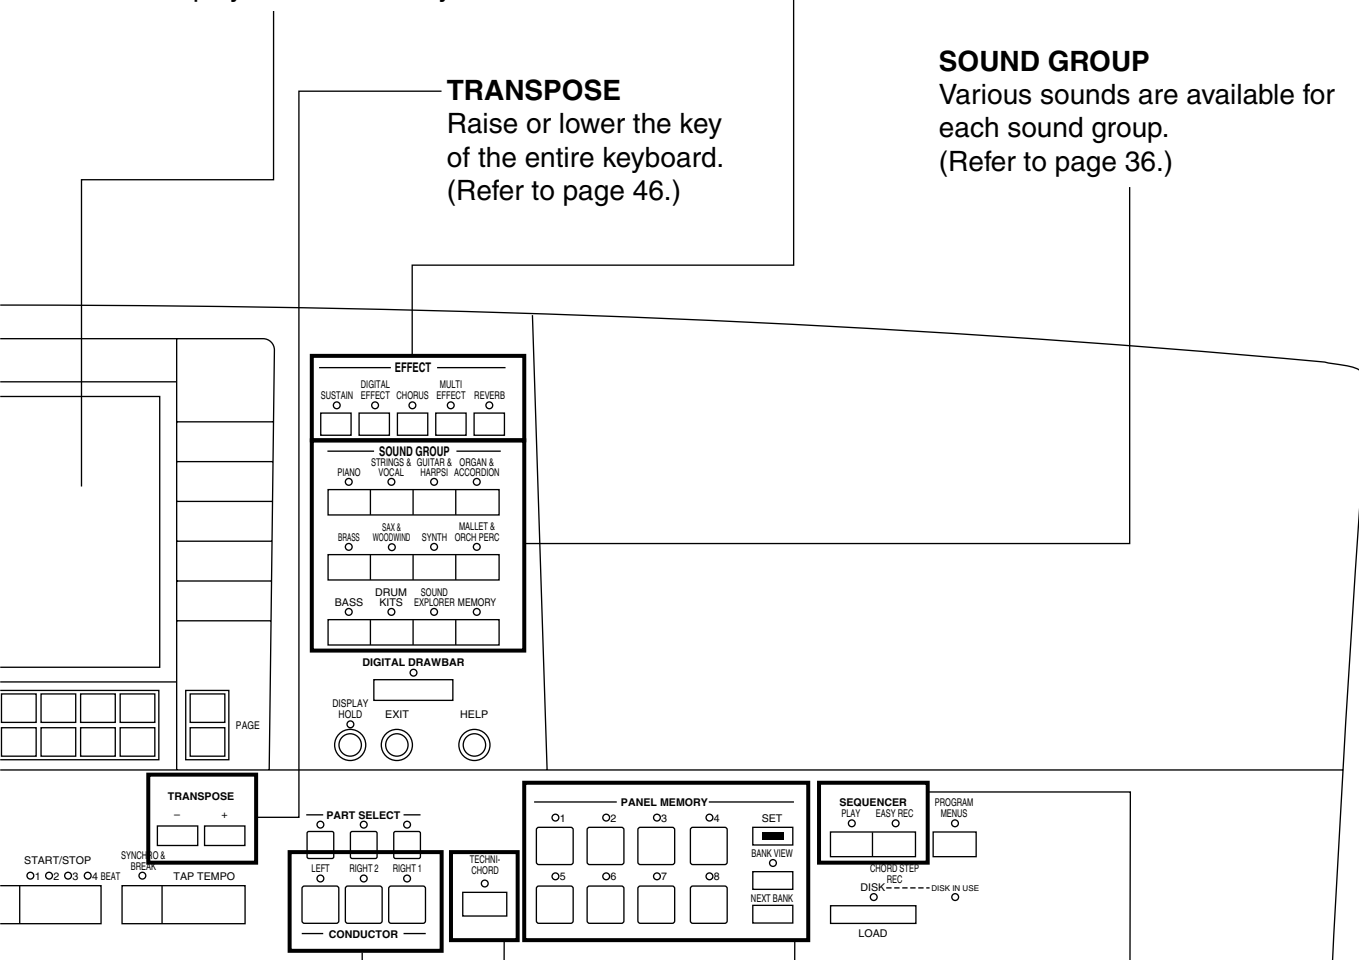 TRANSPOSE
Raise or lower the key
of the entire keyboard.
(Refer to page 46.)
SOUND GROUP
Various sounds are available for
each sound group.
(Refer to page 36.)
EFFECT
SUSTAIN
DIGITAL
EFFECT
CHORUS
MULTI
EFFECT
REVERB
SOUND GROUP
PIANO
STRINGS &
VOCAL
GUITAR &
HARPSI
ORGAN &
ACCORDION
BRASS
SAX &
WOODWIND
SYNTH
MALLET &
ORCH PERC
BASS
DRUM
KITS
SOUND
EXPLORER
MEMORY
DIGITAL DRAWBAR
DISPLAY
HOLD
EXIT
HELP
PAGE
TRANSPOSE
– +
START/STOP
1 2 3 4 BEAT
SYNCHRO &
BREAK
TAP TEMPO
PART SELECT
LEFT
RIGHT 2
RIGHT 1
CONDUCTOR
TECHNI-
CHORD
PANEL MEMORY
1 2 3 4
5 6 7 8
SET
BANK VIEW
NEXT BANK
SEQUENCER
PLAY
EASY REC
PROGRAM
MENUS
CHORD STEP
REC
DISK
DISK IN USE
LOAD